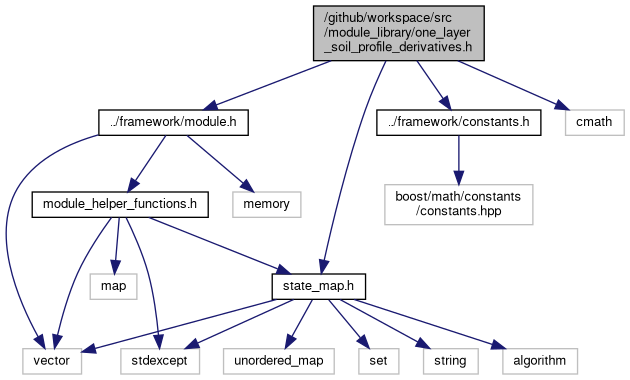 /github/workspace/src
/module_library/one_layer
_soil_profile_derivatives.h
../framework/module.h
../framework/constants.h
cmath
module_helper_functions.h
memory
boost/math/constants
/constants.hpp
map
state_map.h
vector
stdexcept
unordered_map
set
string
algorithm